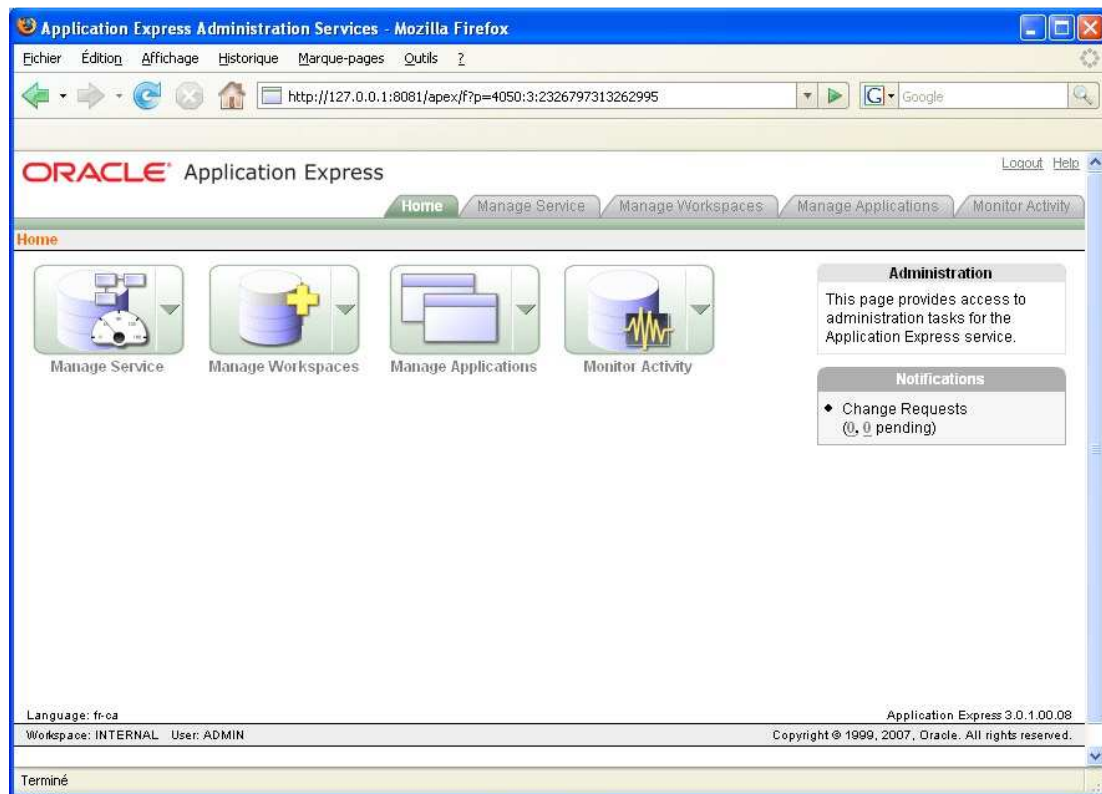 Application Express Administration Services - Mozilla Firefox
Fichier Édition Affichage Historique Marque-pages Outils ?
http://127.0.0.1:8081/apex/f?p=4050:3:2326797313262995
G Google
ORACLE Application Express
Logout Help
Home Manage Service Manage Workspaces Manage Applications Monitor Activity
Home
Manage Service
Manage Workspaces
Manage Applications
Monitor Activity
Administration
This page provides access to
administration tasks for the
Application Express service.
Notifications
Change Requests
(0, 0 pending)
Language: fr-ca
Application Express 3.0.1.00.08
Workspace: INTERNAL User: ADMIN
Copyright © 1999, 2007, Oracle. All rights reserved.
Terminé